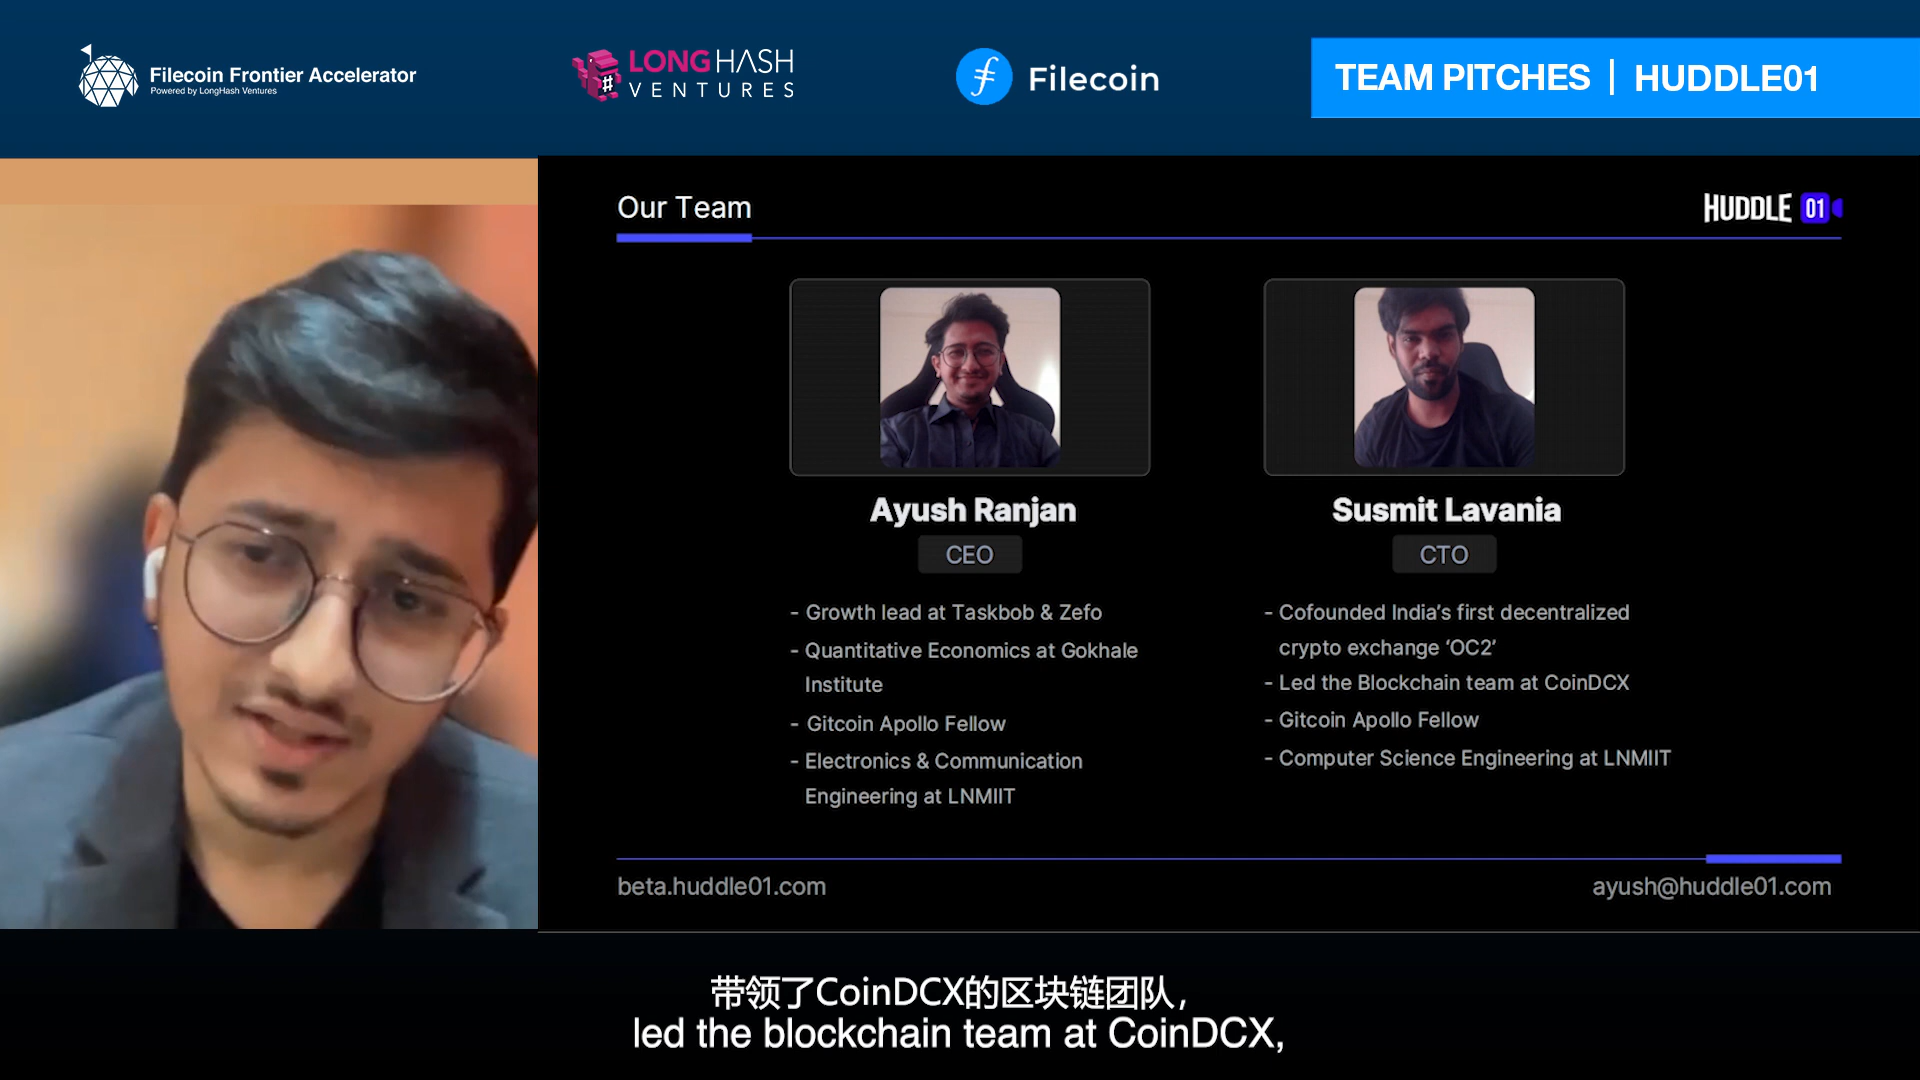 Filecoin Frontier Accelerator
Powered by LongHash Ventures
LONGHASH
VENTURES
Filecoin
TEAM PITCHES | HUDDLE01
Our Team
HUDDLE 01
Ayush Ranjan
CEO
- Growth lead at Taskbob & Zefo
- Quantitative Economics at Gokhale
Institute
- Gitcoin Apollo Fellow
- Electronics & Communication
Engineering at LNMIIT
Susmit Lavania
CTO
- Cofounded India’s first decentralized
crypto exchange ‘OC2’
- Led the Blockchain team at CoinDCX
- Gitcoin Apollo Fellow
- Computer Science Engineering at LNMIIT
beta.huddle01.com
ayush@huddle01.com
带领了CoinDCX的区块链团队，
led the blockchain team at CoinDCX,